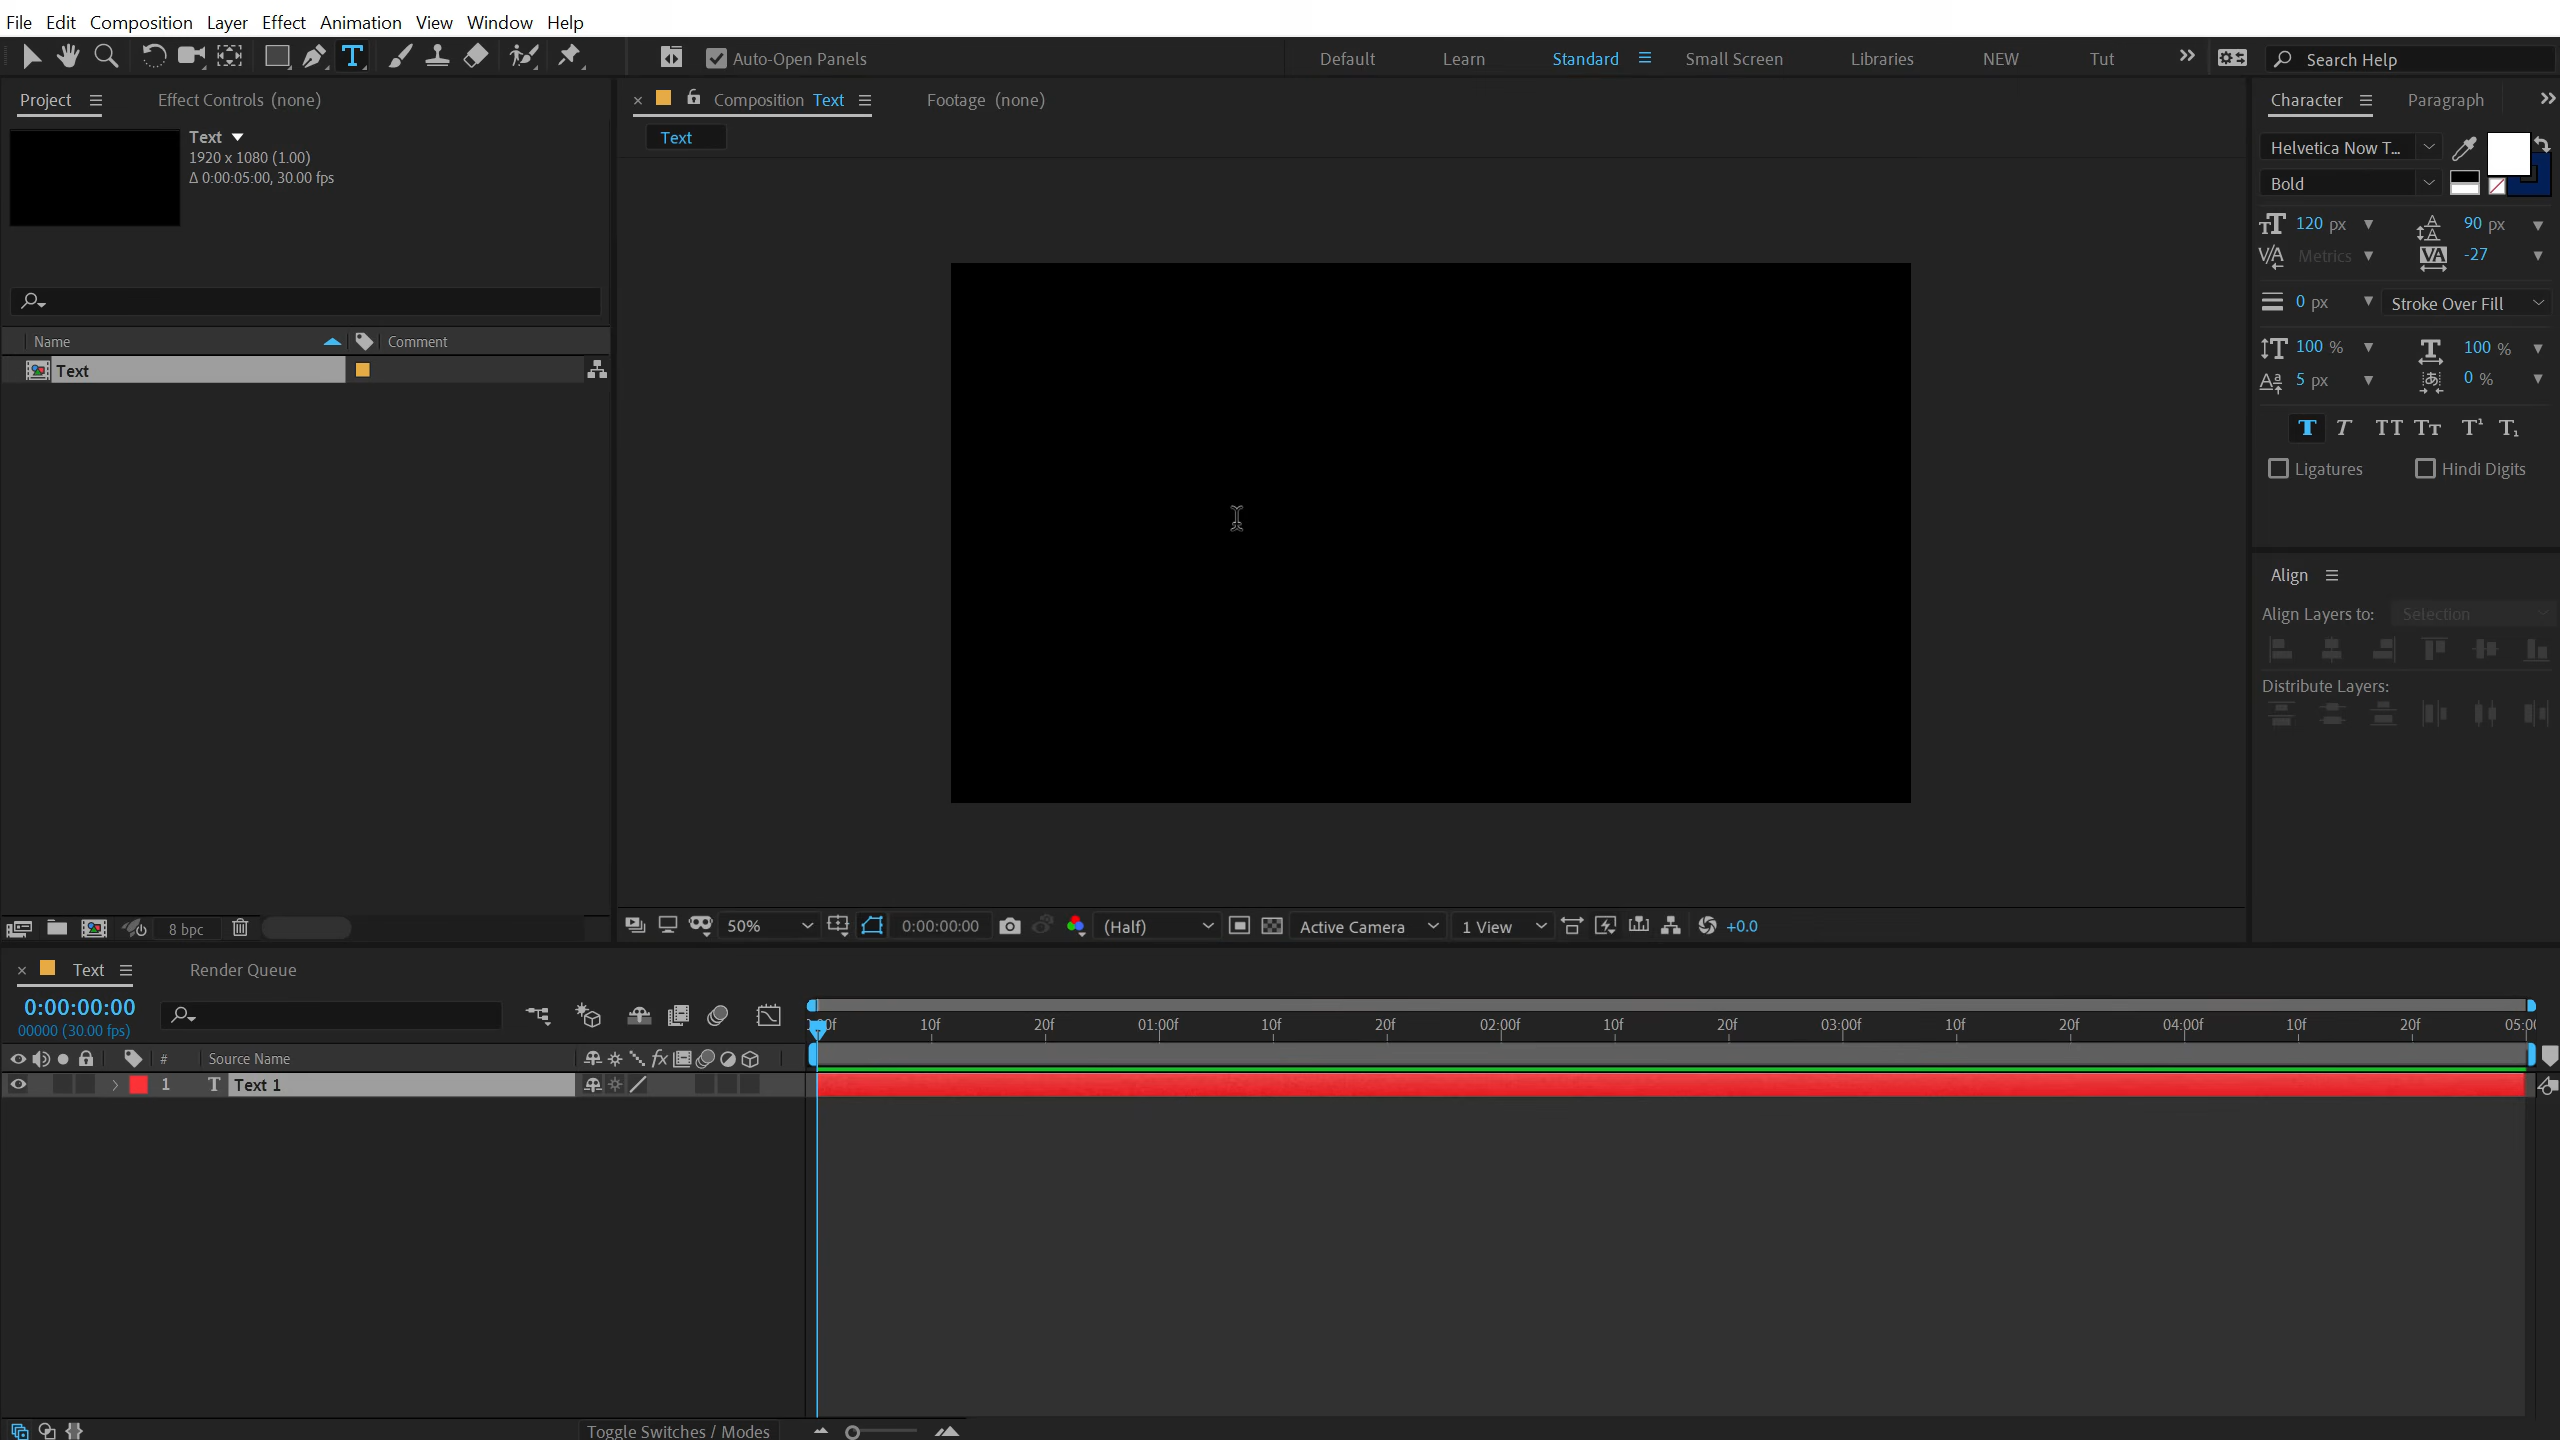 File Edit Composition Layer Effect Animation View Window Help
Auto-Open Panels
Default Learn Standard Small Screen Libraries NEW Tut
Search Help
Project Effect Controls (none)
Text
1920 x 1080 (1.00)
Δ 0:00:05:00, 30.00 fps
Name Comment
Text
8 bpc
Composition Text Footage (none)
Text
50% 0:00:00:00 (Half) Active Camera 1 View +0.0
Character Paragraph
Helvetica Now T...
Bold
120 px 90 px
Metrics -27
0 px Stroke Over Fill
100 % 100 %
5 px 0 %
Ligatures Hindi Digits
Align
Align Layers to: Selection
Distribute Layers:
Text Render Queue
0:00:00:00
00000 (30.00 fps)
10f 20f 01:00f 10f 20f 02:00f 10f 20f 03:00f 10f 20f 04:00f 10f 20f 05:00
# Source Name
1 T Text 1
Toggle Switches / Modes